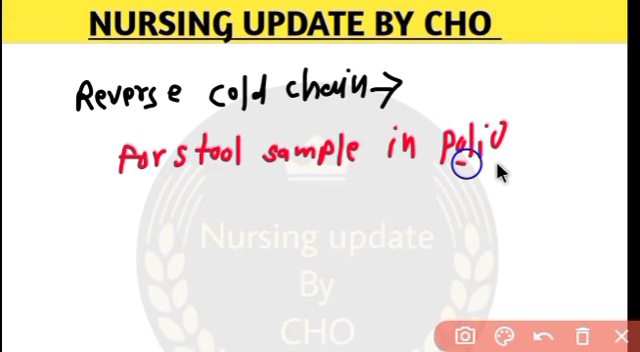 NURSING UPDATE BY CHO
Reverse cold chain→
for stool sample in polio
Nursing update
By
CHO